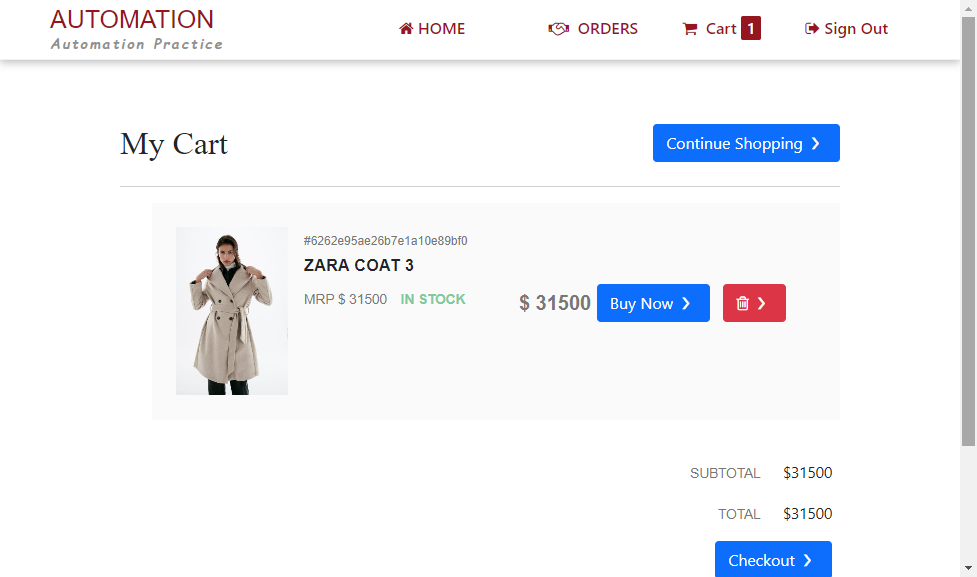 AUTOMATION
Automation Practice
HOME
ORDERS
Cart 1
Sign Out
My Cart
Continue Shopping
#6262e95ae26b7e1a10e89bf0
ZARA COAT 3
MRP $ 31500 IN STOCK
$ 31500
Buy Now
SUBTOTAL $31500
TOTAL $31500
Checkout